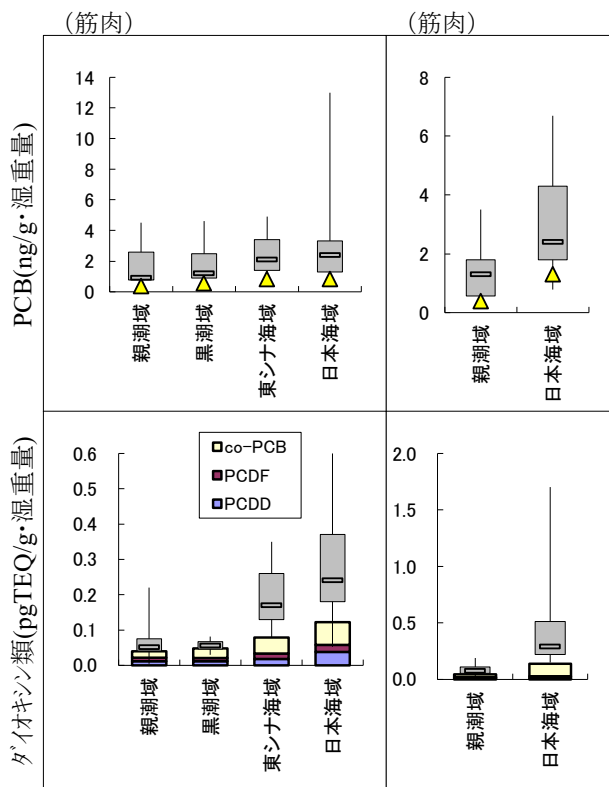 （筋肉）
（筋肉）
PCB(ng/g・湿重量)
14
12
10
8
6
4
2
0
親潮域
黒潮域
東シナ海域
日本海域
8
6
4
2
0
親潮域
日本海域
ダイオキシン類(pgTEQ/g・湿重量)
0.6
0.5
0.4
0.3
0.2
0.1
0.0
co-PCB
PCDF
PCDD
親潮域
黒潮域
東シナ海域
日本海域
2.0
1.5
1.0
0.5
0.0
親潮域
日本海域